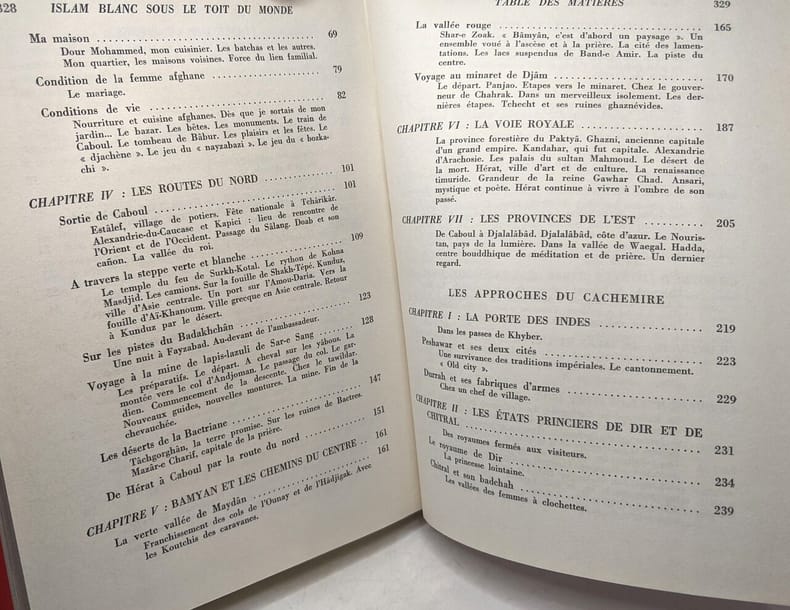 328 ISLAM BLANC SOUS LE TOIT DU MONDE
Ma maison 69
Dour Mohammed, mon cuisinier. Les batchas et les autres.
Mon quartier, les maisons voisines. Force du lien familial.
Condition de la femme afghane 79
Le mariage.
Conditions de vie 82
Nourriture et cuisine afghanes. Dès que je sortais de mon
jardin... Le bazar. Les bêtes. Les monuments. Le train de
Caboul. Le tombeau de Bâbur. Les plaisirs et les fêtes. Le
« djachène ». Le jeu du « nayzabazi ». Le jeu du « bozka-
chi ».
CHAPITRE IV : LES ROUTES DU NORD 101
Sortie de Caboul 101
Estâlef, village de potiers. Fête nationale à Tchârikâr.
Alexandrie-du-Caucase et Kapici : lieu de rencontre de
l'Orient et de l'Occident. Passage du Sâlang. Doab et son
cañon. La vallée du roi.
A travers la steppe verte et blanche 109
Le temple du feu de Surkh-Kotal. Le rython de Kohna
Masdjid. Les camions. Sur la fouille de Shakh-Tépé. Kunduz,
ville d'Asie centrale. Un port sur l'Amou-Daria. Vers la
fouille d'Aï-Khanoum. Ville grecque en Asie centrale. Retour
à Kunduz par le désert.
Sur les pistes du Badakhchân 123
Une nuit à Fayzabad. Au-devant de l'ambassadeur.
Voyage à la mine de lapis-lazuli de Sar-e Sang 128
Les préparatifs. Le départ. A cheval sur les yâbous. La
montée vers le col d'Andjoman. Le passage du col. Le gar-
dien. Commencement de la descente. Chez le tawildar.
Nouveaux guides, nouvelles montures. La mine. Fin de la
chevauchée.
Les déserts de la Bactriane 147
Tâchgorghân, la terre promise. Sur les ruines de Bactres.
Mazâr-e Charif, capitale de la prière.
De Hérât à Caboul par la route du nord 151
CHAPITRE V : BAMYAN ET LES CHEMINS DU CENTRE 161
La verte vallée de Maydân 161
Franchissement des cols de l'Ounay et de l'Hâdjigak. Avec
les Koutchis des caravanes.
TABLE DES MATIÈRES 329
La vallée rouge 165
Shar-e Zoak. « Bâmyân, c'est d'abord un paysage ». Un
ensemble voué à l'ascèse et à la prière. La cité des lamen-
tations. Les lacs suspendus de Band-e Amir. La piste du
centre.
Voyage au minaret de Djâm 170
Le départ. Panjao. Etapes vers le minaret. Chez le gouver-
neur de Chahrak. Dans un merveilleux isolement. Les der-
nières étapes. Tchecht et ses ruines ghaznévides.
CHAPITRE VI : LA VOIE ROYALE 187
La province forestière du Paktyâ. Ghazni, ancienne capitale
d'un grand empire. Kandahar, qui fut capitale. Alexandrie
d'Arachosie. Les palais du sultan Mahmoud. Le désert de
la mort. Hérât, ville d'art et de culture. La renaissance
timuride. Grandeur de la reine Gawhar Chad. Ansari,
mystique et poète. Hérât continue à vivre à l'ombre de son
passé.
CHAPITRE VII : LES PROVINCES DE L'EST 205
De Caboul à Djalalâbâd. Djalalâbâd, côte d'azur. Le Nouris-
tan, pays de la lumière. Dans la vallée de Waegal. Hadda,
centre bouddhique de méditation et de prière. Un dernier
regard.
LES APPROCHES DU CACHEMIRE
CHAPITRE I : LA PORTE DES INDES 219
Dans les passes de Khyber.
Peshawar et ses deux cités 223
Une survivance des traditions impériales. Le cantonnement.
« Old city ».
Durrah et ses fabriques d'armes 229
Chez un chef de village.
CHAPITRE II : LES ÉTATS PRINCIERS DE DIR ET DE
CHITRAL 231
Des royaumes fermés aux visiteurs.
Le royaume de Dir 234
La princesse lointaine.
Chitral et son badchah 239
Les vallées des femmes à clochettes.